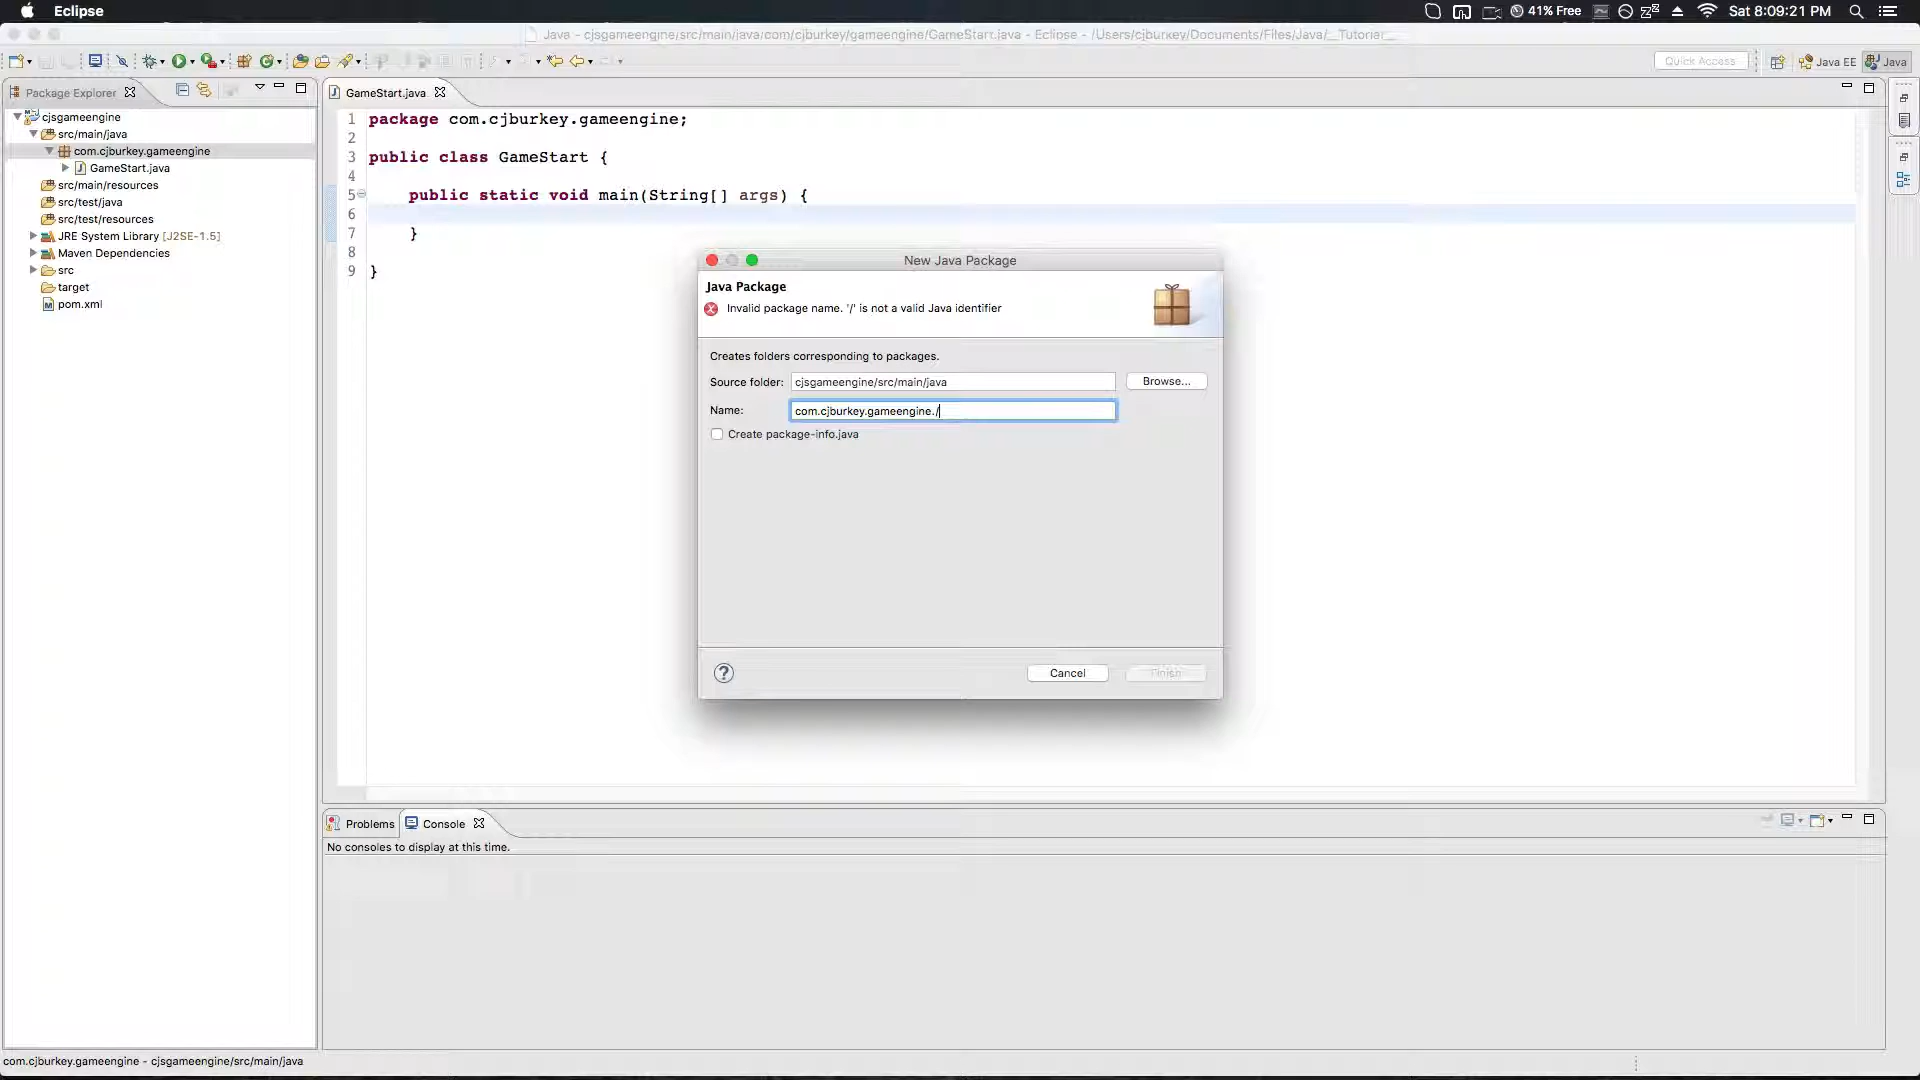 Eclipse
41% Free
Sat 8:09:21 PM
Java - cjsgameengine/src/main/java/com/cjburkey/gameengine/GameStart.java - Eclipse - /Users/cjburkey/Documents/Files/Java/__Tutorial__
Quick Access
Java EE
Java
Package Explorer
GameStart.java
cjsgameengine
src/main/java
com.cjburkey.gameengine
GameStart.java
src/main/resources
src/test/java
src/test/resources
JRE System Library [J2SE-1.5]
Maven Dependencies
src
target
pom.xml
1 package com.cjburkey.gameengine;
2
3 public class GameStart {
4
5 public static void main(String[] args) {
6
7 }
8
9 }
New Java Package
Java Package
Invalid package name. '/' is not a valid Java identifier
Creates folders corresponding to packages.
Source folder: cjsgameengine/src/main/java Browse...
Name: com.cjburkey.gameengine./
Create package-info.java
? Cancel Finish
Problems Console
No consoles to display at this time.
com.cjburkey.gameengine - cjsgameengine/src/main/java